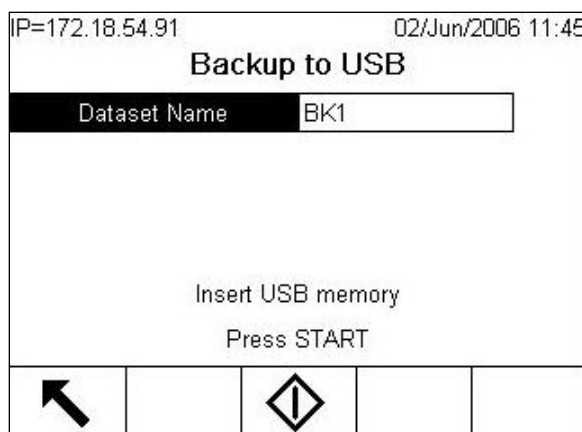 IP=172.18.54.91 02/Jun/2006 11:45
Backup to USB
Dataset Name BK1
Insert USB memory
Press START